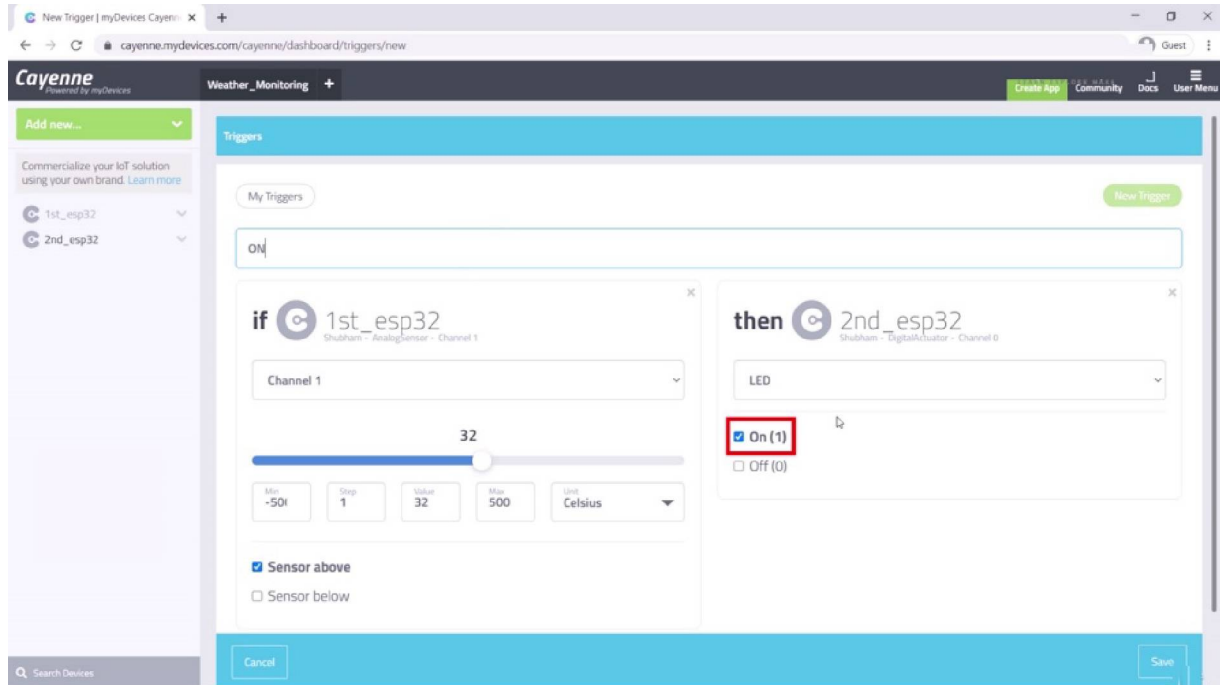 New Trigger | myDevices Cayenn
cayenne.mydevices.com/cayenne/dashboard/triggers/new
Guest
Cayenne
Powered by myDevices
Weather_Monitoring +
Create App
Community
Docs
User Menu
Add new...
Triggers
Commercialize your IoT solution
using your own brand. Learn more
My Triggers
New Trigger
1st_esp32
2nd_esp32
ON
if 1st_esp32
Shubham - AnalogSensor - Channel 1
Channel 1
32
Min
-500
Step
1
Value
32
Max
500
Unit
Celsius
Sensor above
Sensor below
then 2nd_esp32
Shubham - DigitalActuator - Channel 0
LED
On (1)
Off (0)
Search Devices
Cancel
Save